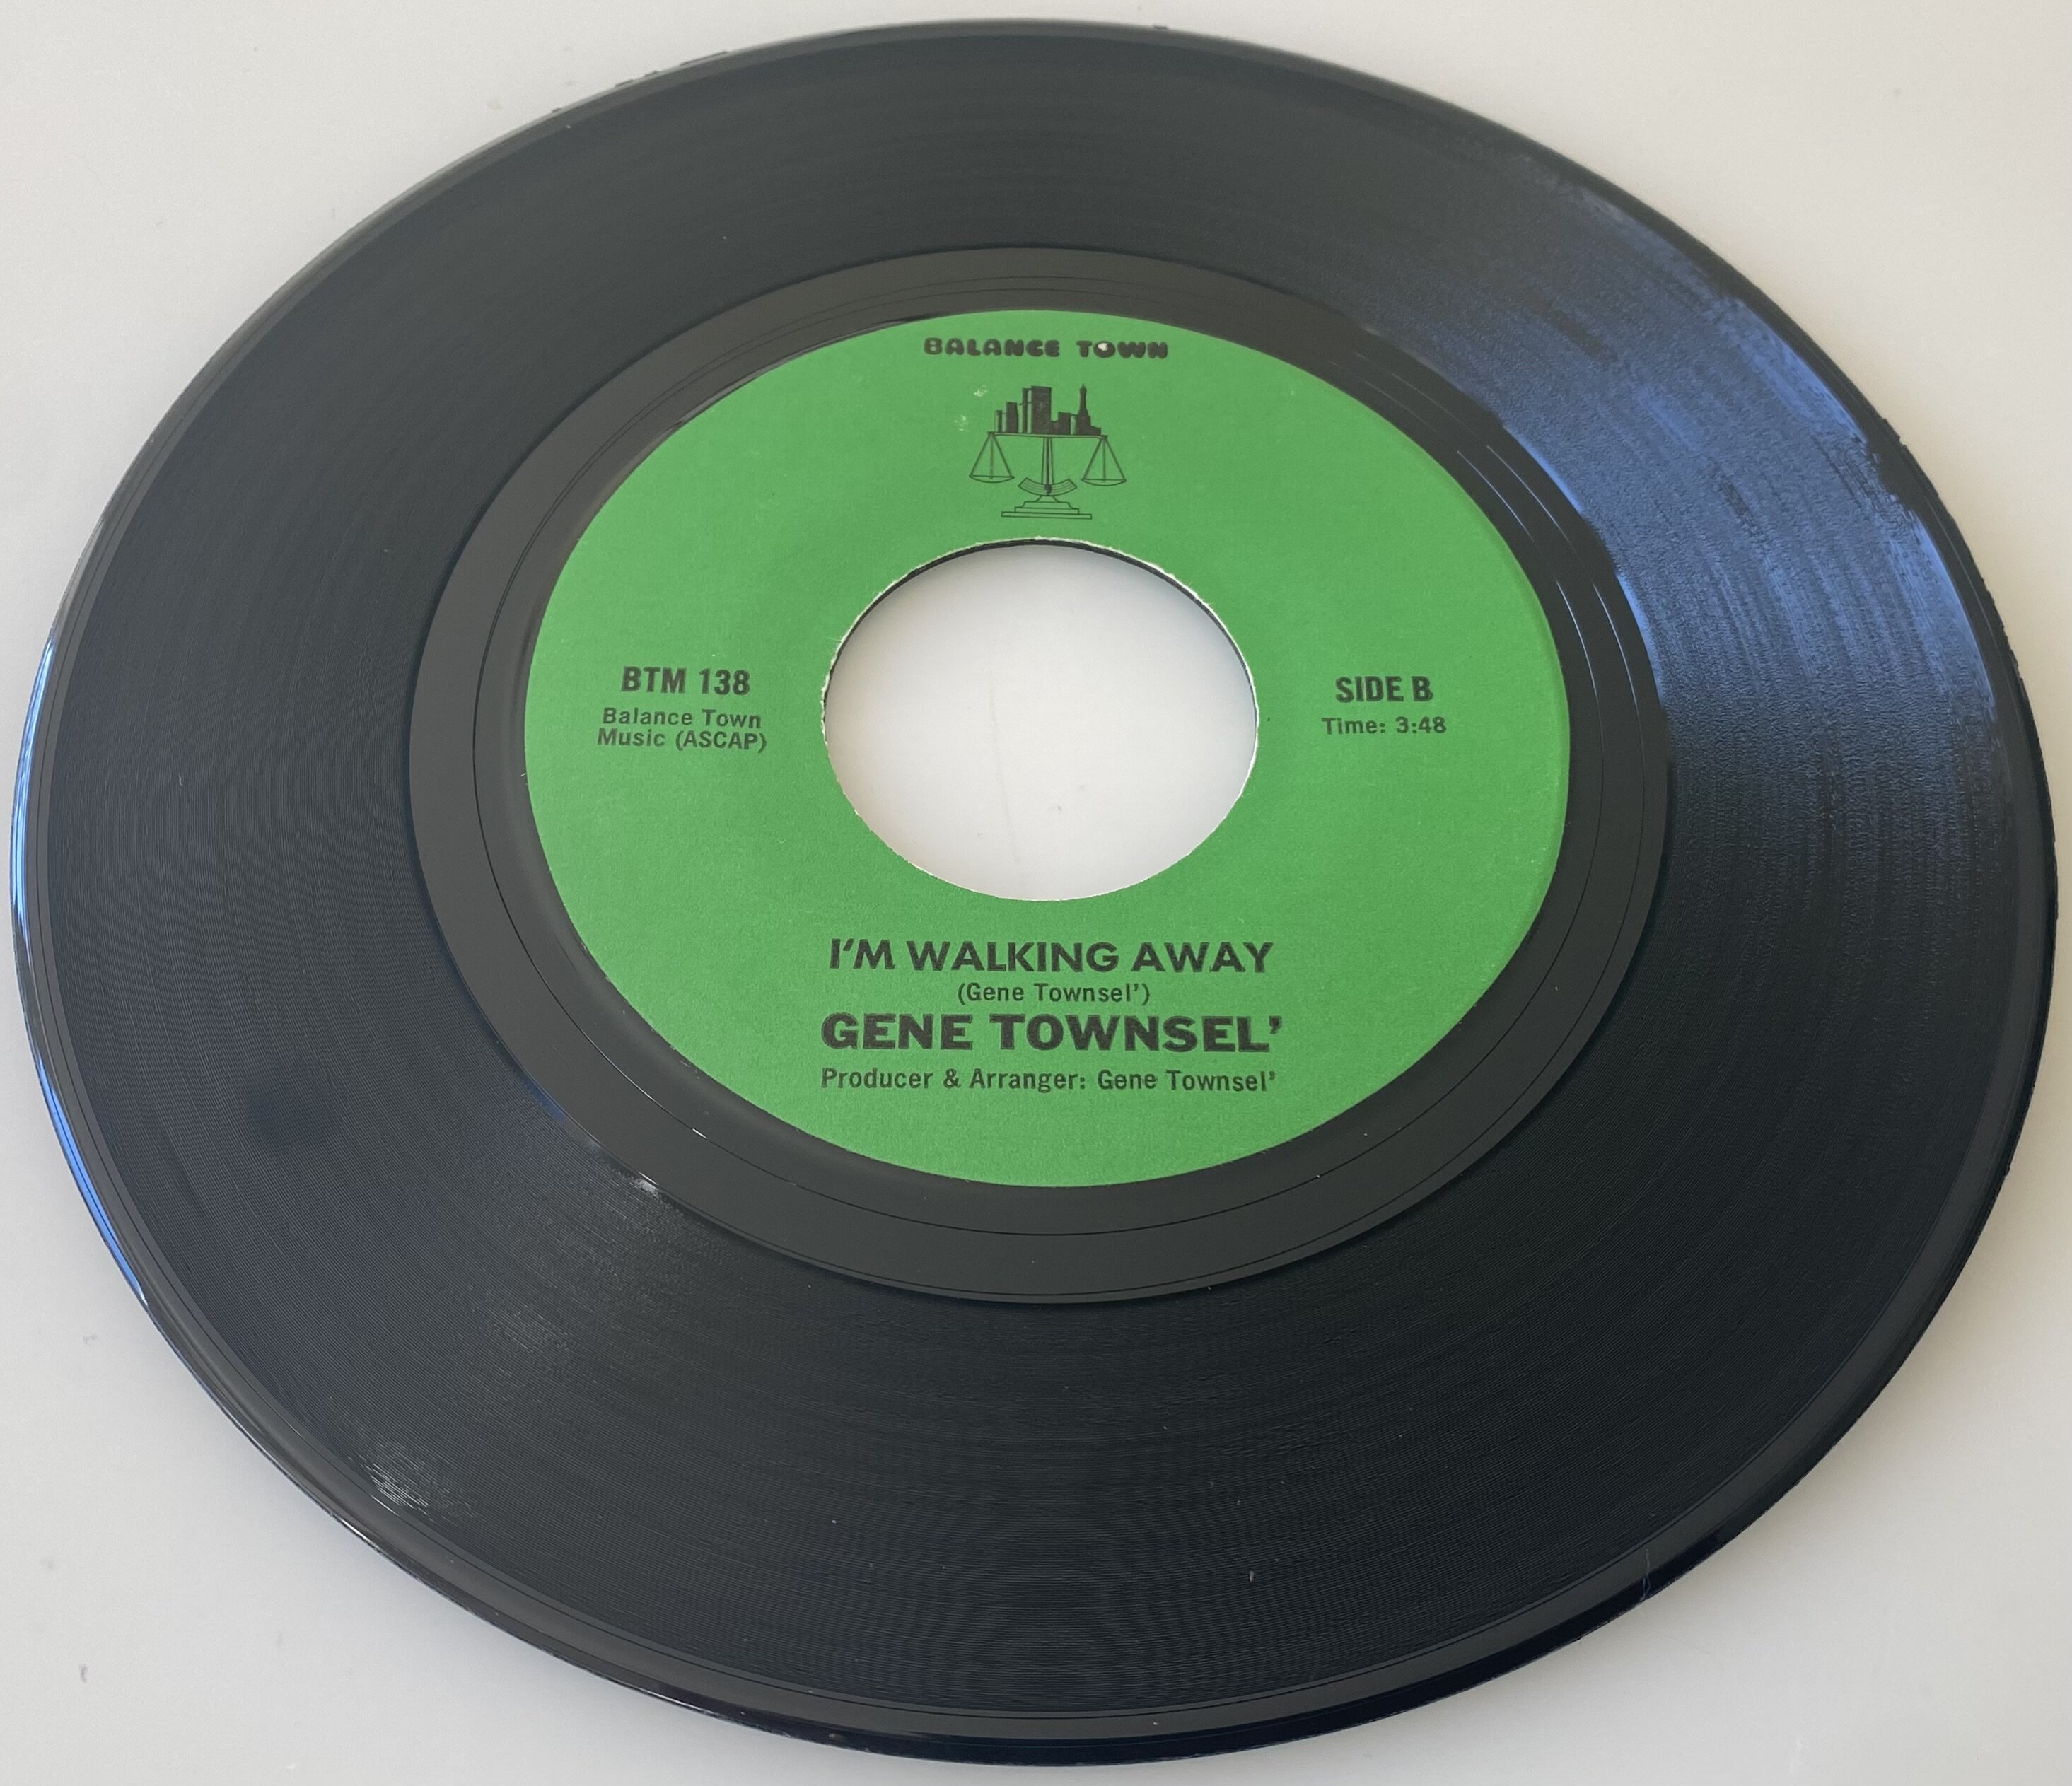 BALANCE TOWN
BTM 138
Balance Town
Music (ASCAP)
SIDE B
Time: 3:48
I'M WALKING AWAY
(Gene Townsel')
GENE TOWNSEL'
Producer & Arranger: Gene Townsel'